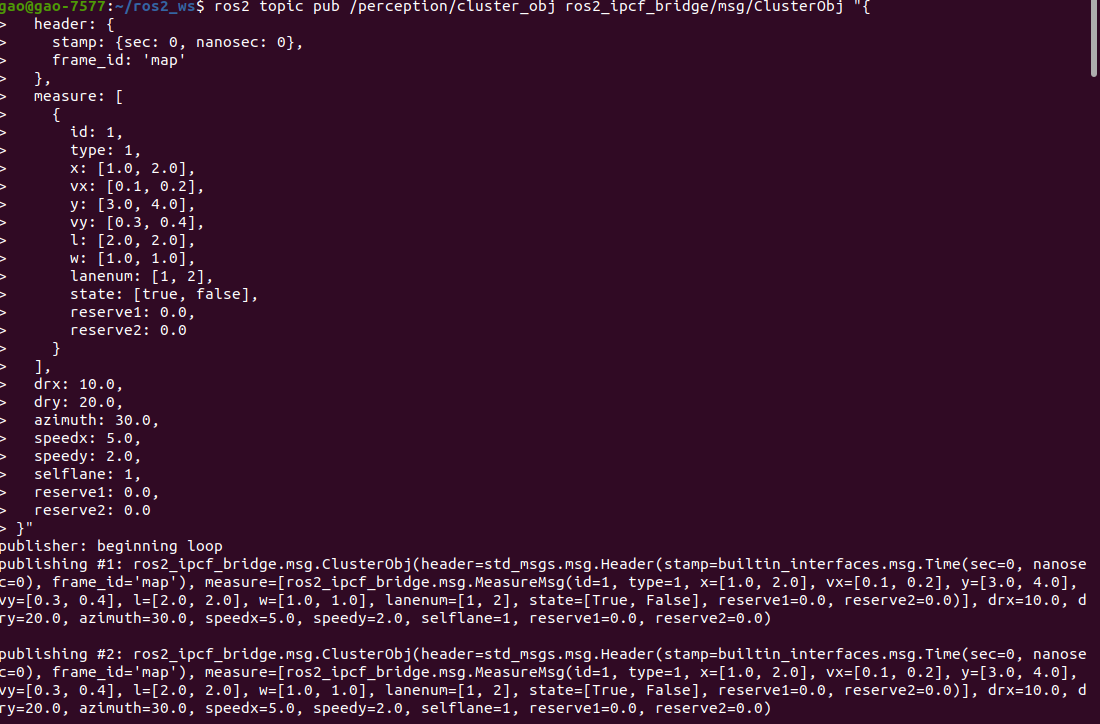 gao@gao-7577:~/ros2_ws$ ros2 topic pub /perception/cluster_obj ros2_ipcf_bridge/msg/ClusterObj "{
>   header: {
>     stamp: {sec: 0, nanosec: 0},
>     frame_id: 'map'
>   },
>   measure: [
>     {
>       id: 1,
>       type: 1,
>       x: [1.0, 2.0],
>       vx: [0.1, 0.2],
>       y: [3.0, 4.0],
>       vy: [0.3, 0.4],
>       l: [2.0, 2.0],
>       w: [1.0, 1.0],
>       lanenum: [1, 2],
>       state: [true, false],
>       reserve1: 0.0,
>       reserve2: 0.0
>     }
>   ],
>   drx: 10.0,
>   dry: 20.0,
>   azimuth: 30.0,
>   speedx: 5.0,
>   speedy: 2.0,
>   selflane: 1,
>   reserve1: 0.0,
>   reserve2: 0.0
> }"
publisher: beginning loop
publishing #1: ros2_ipcf_bridge.msg.ClusterObj(header=std_msgs.msg.Header(stamp=builtin_interfaces.msg.Time(sec=0, nanose
c=0), frame_id='map'), measure=[ros2_ipcf_bridge.msg.MeasureMsg(id=1, type=1, x=[1.0, 2.0], vx=[0.1, 0.2], y=[3.0, 4.0],
vy=[0.3, 0.4], l=[2.0, 2.0], w=[1.0, 1.0], lanenum=[1, 2], state=[True, False], reserve1=0.0, reserve2=0.0)], drx=10.0, d
ry=20.0, azimuth=30.0, speedx=5.0, speedy=2.0, selflane=1, reserve1=0.0, reserve2=0.0)

publishing #2: ros2_ipcf_bridge.msg.ClusterObj(header=std_msgs.msg.Header(stamp=builtin_interfaces.msg.Time(sec=0, nanose
c=0), frame_id='map'), measure=[ros2_ipcf_bridge.msg.MeasureMsg(id=1, type=1, x=[1.0, 2.0], vx=[0.1, 0.2], y=[3.0, 4.0],
vy=[0.3, 0.4], l=[2.0, 2.0], w=[1.0, 1.0], lanenum=[1, 2], state=[True, False], reserve1=0.0, reserve2=0.0)], drx=10.0, d
ry=20.0, azimuth=30.0, speedx=5.0, speedy=2.0, selflane=1, reserve1=0.0, reserve2=0.0)